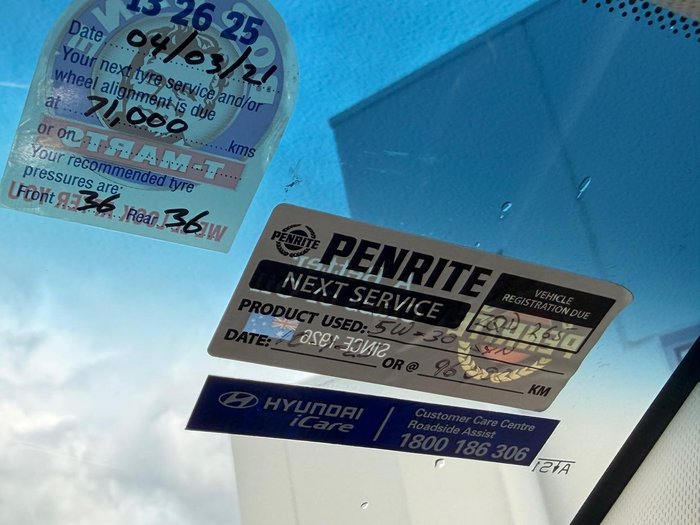 13 26 25
Date 04/03/21
Your next tyre service and/or
wheel alignment is due
at 71,000 kms
or on
T-MARTS
Your recommended tyre
pressures are:
Front 36 Rear 36
PENRITE
PENRITE
NEXT SERVICE
VEHICLE
REGISTRATION DUE
PRODUCT USED: 5W-30
SINCE 1926
DATE: OR @ KM
HYUNDAI
iCare
Customer Care Centre
Roadside Assist
1800 186 306